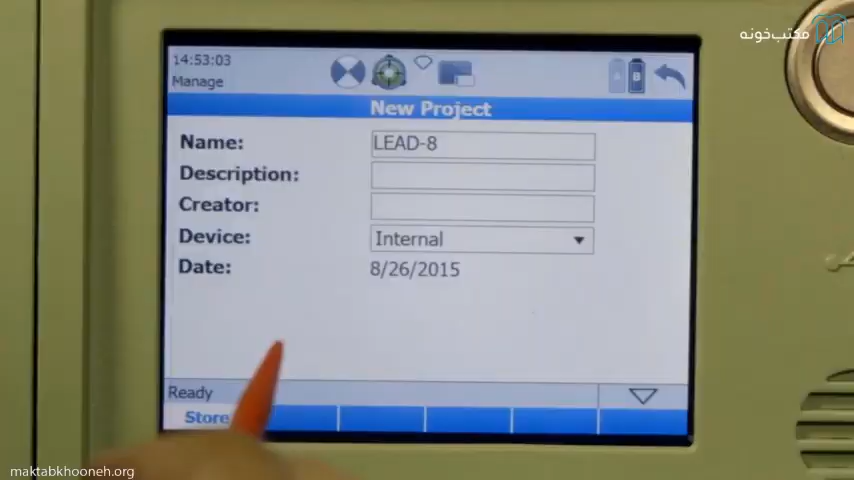 مکتب‌خونه
14:53:03
Manage
A
B
New Project
Name: LEAD-8
Description:
Creator:
Device: Internal
Date: 8/26/2015
Ready
Store
maktabkhooneh.org